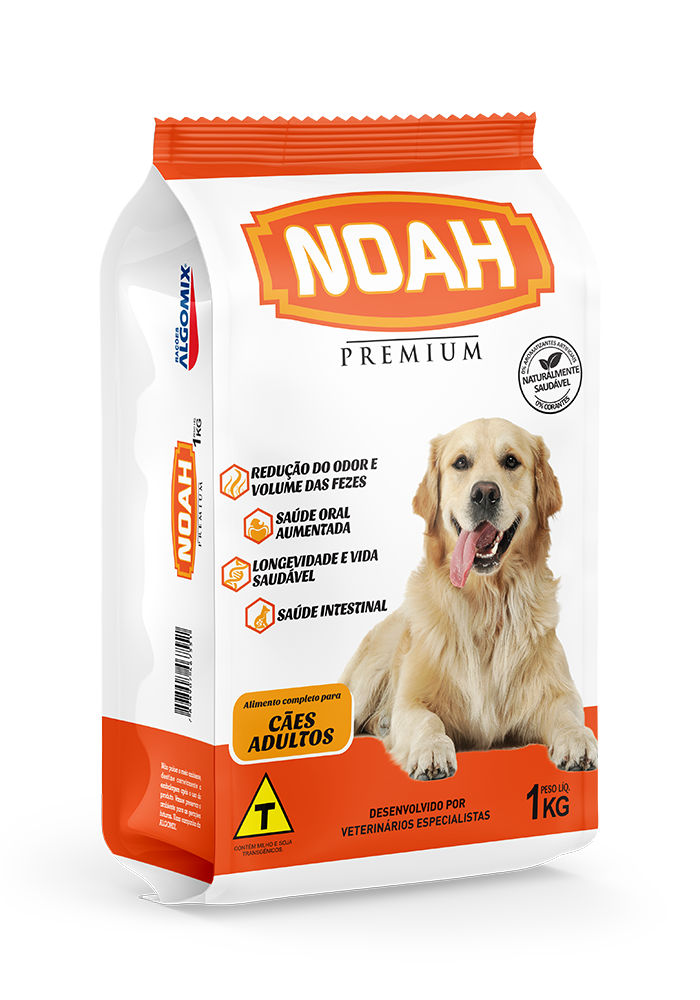 NOAH
PREMIUM
0% AROMATIZANTES ARTIFICIAIS
NATURALMENTE
SAUDÁVEL
0% CORANTES
REDUÇÃO DO ODOR E
VOLUME DAS FEZES
SAÚDE ORAL
AUMENTADA
LONGEVIDADE E VIDA
SAUDÁVEL
SAÚDE INTESTINAL
Alimento completo para
CÃES
ADULTOS
T
CONTÉM MILHO E SOJA
TRANSGÊNICOS.
DESENVOLVIDO POR
VETERINÁRIOS ESPECIALISTAS
PESO LÍQ.
1KG
RAÇÕES
ALGOMIX
NOAH
PREMIUM
1KG